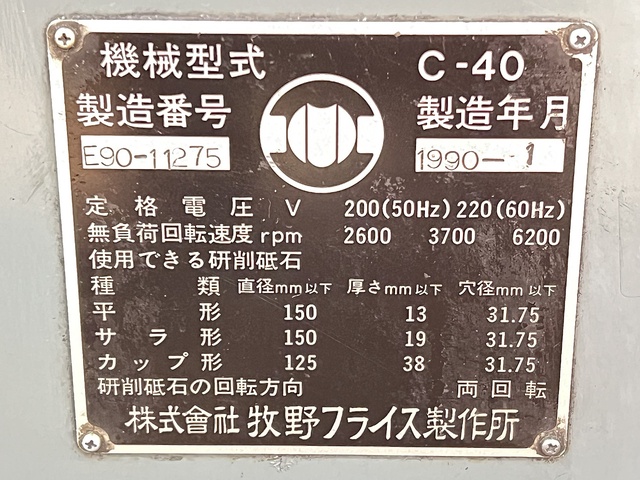 機械型式 C-40
製造番号 製造年月
E90-11275 1990-1
定格電圧 V 200(50Hz) 220(60Hz)
無負荷回転速度 rpm 2600 3700 6200
使用できる研削砥石
種類 直径mm以下 厚さmm以下 穴径mm以下
平形 150 13 31.75
サラ形 150 19 31.75
カップ形 125 38 31.75
研削砥石の回転方向 両回転
株式會社 牧野フライス製作所